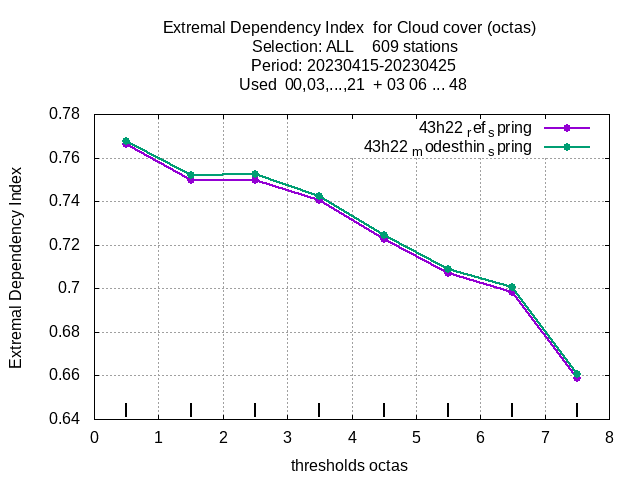 Extremal Dependency Index  for Cloud cover (octas)
Selection: ALL    609 stations
Period: 20230415-20230425
Used  00,03,...,21  + 03 06 ... 48
43h22 ref spring
43h22 modesthin spring
Extremal Dependency Index
0.78
0.76
0.74
0.72
0.7
0.68
0.66
0.64
0 1 2 3 4 5 6 7 8
thresholds octas